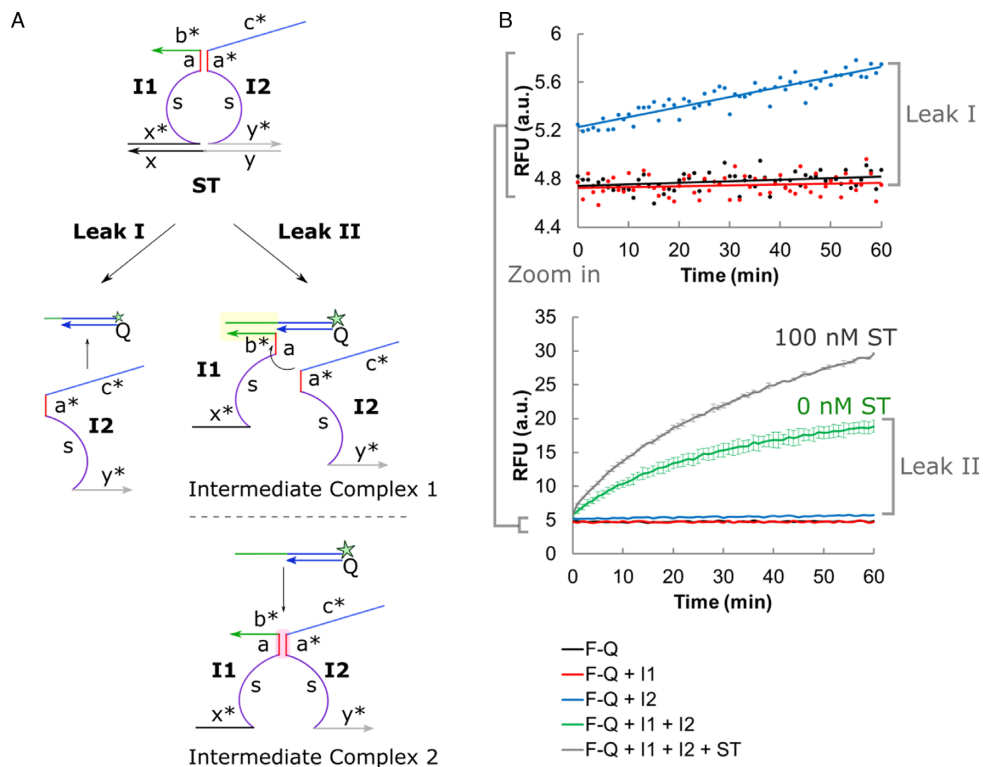 A
b*
c*
a
a*
I1
I2
s
s
x*
y*
x
y
ST
Leak I
Leak II
Q
c*
a*
I2
s
y*
Q
b*
a
c*
I1
a*
s
I2
s
x*
y*
Intermediate Complex 1
Q
b*
c*
a
a*
I1
I2
s
s
x*
y*
Intermediate Complex 2
B
6
5.6
5.2
4.8
4.4
RFU (a.u.)
0 10 20 30 40 50 60
Time (min)
Leak I
Zoom in
35
30
25
20
15
10
5
0
RFU (a.u.)
100 nM ST
0 nM ST
Leak II
0 10 20 30 40 50 60
Time (min)
F-Q
F-Q + I1
F-Q + I2
F-Q + I1 + I2
F-Q + I1 + I2 + ST